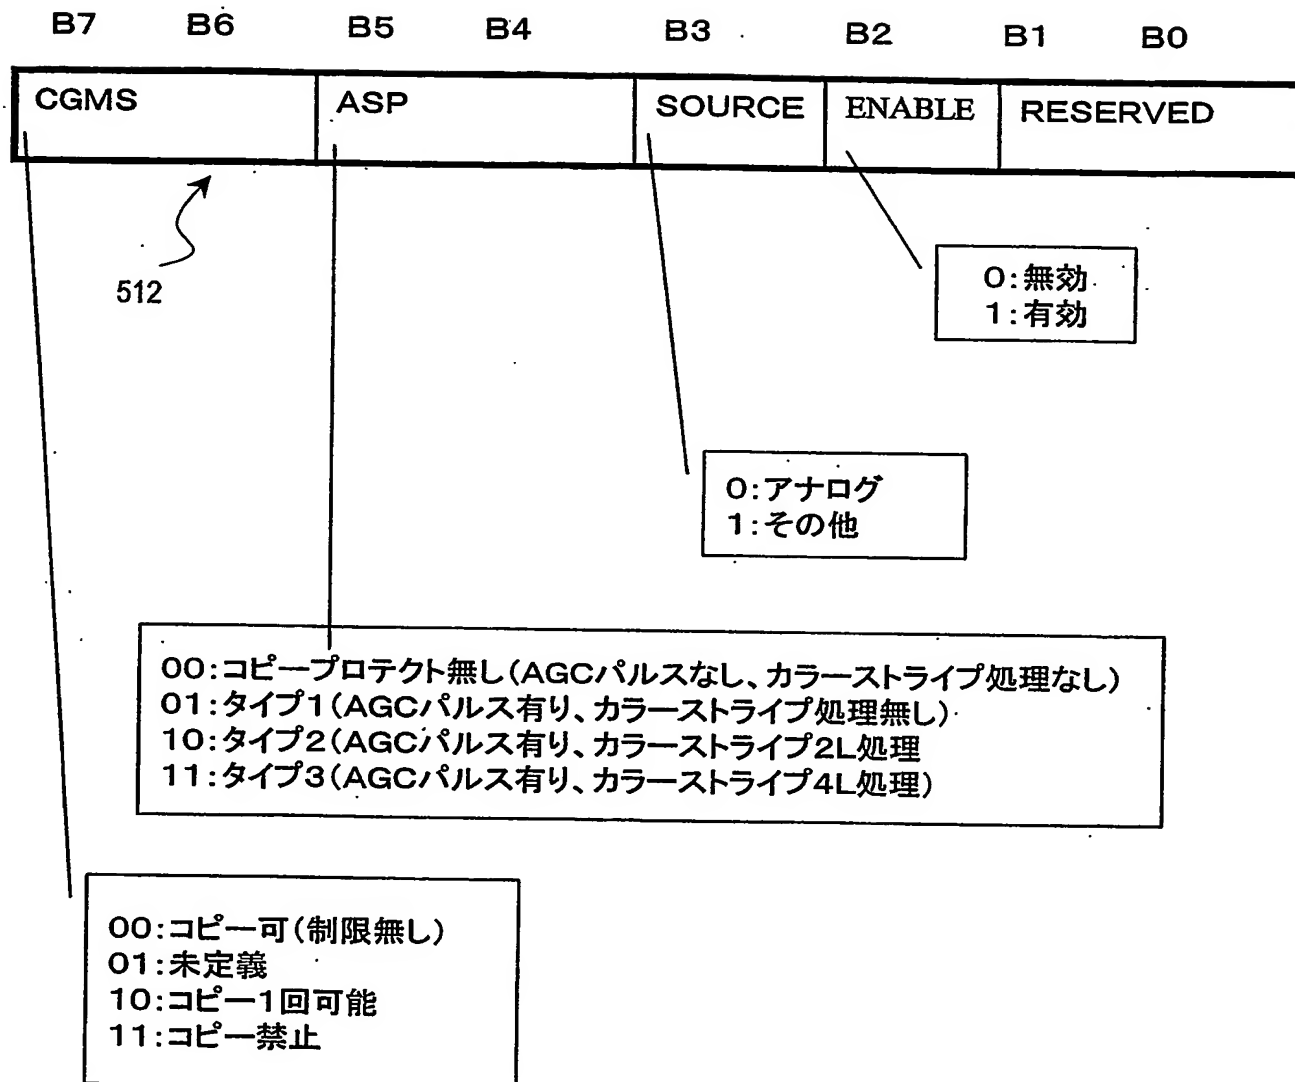 B7 B6 B5 B4 B3 B2 B1 B0
CGMS ASP SOURCE ENABLE RESERVED
512
0:無効
1:有効
0:アナログ
1:その他
00:コピープロテクト無し(AGCパルスなし、カラーストライプ処理なし)
01:タイプ1(AGCパルス有り、カラーストライプ処理無し)
10:タイプ2(AGCパルス有り、カラーストライプ2L処理
11:タイプ3(AGCパルス有り、カラーストライプ4L処理)
00:コピー可(制限無し)
01:未定義
10:コピー1回可能
11:コピー禁止